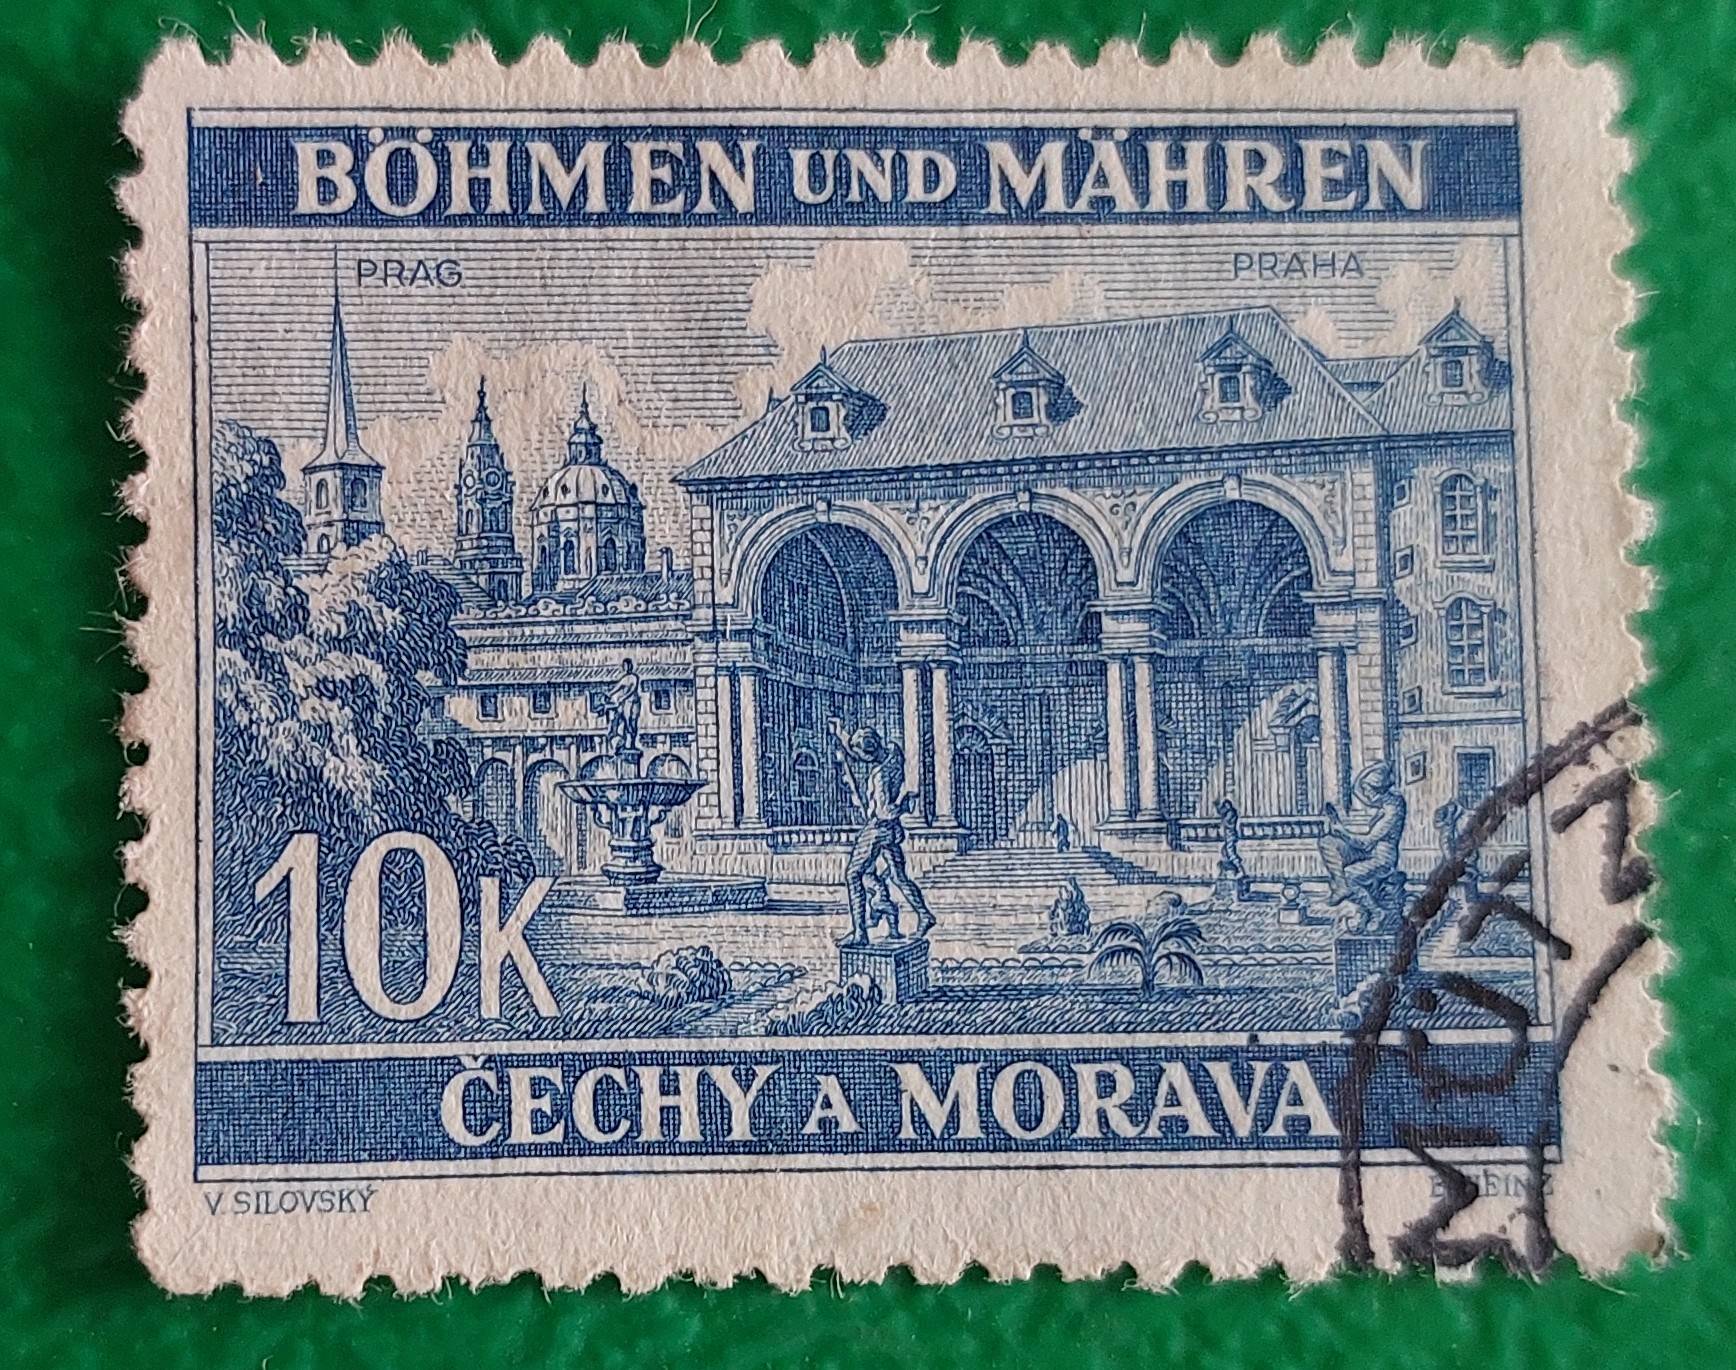 BÖHMEN UND MÄHREN
PRAG PRAHA
10K
ČECHY A MORAVA
V. SILOVSKÝ